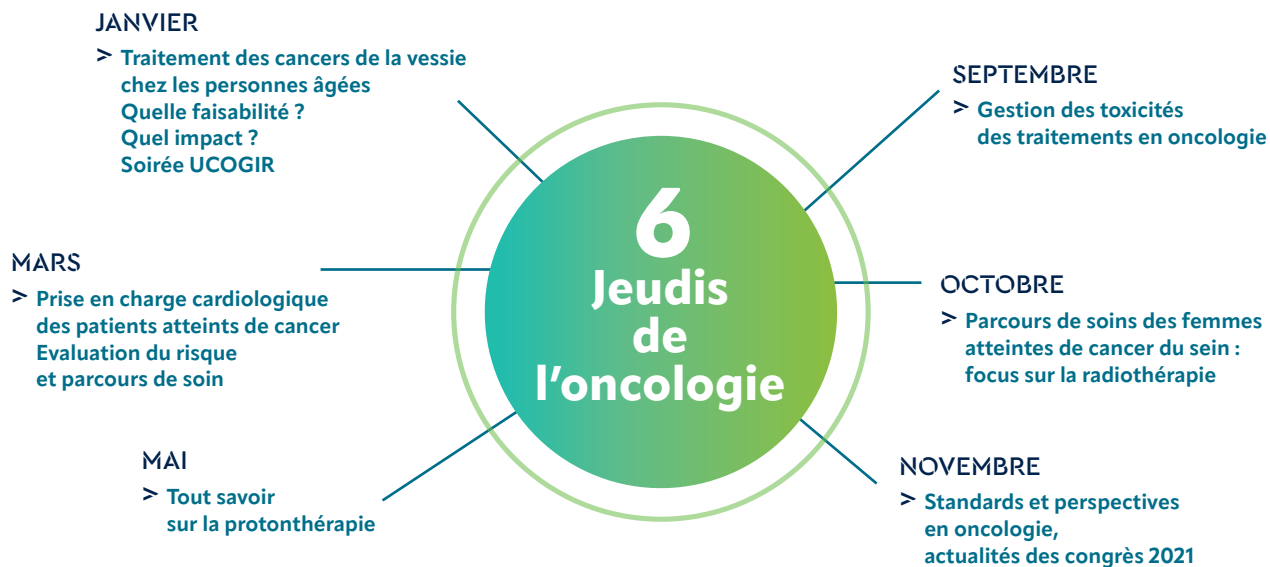 JANVIER
> Traitement des cancers de la vessie
chez les personnes âgées
Quelle faisabilité ?
Quel impact ?
Soirée UCOGIR
MARS
> Prise en charge cardiologique
des patients atteints de cancer
Evaluation du risque
et parcours de soin
MAI
> Tout savoir
sur la protonthérapie
6
Jeudis
de
l'oncologie
SEPTEMBRE
> Gestion des toxicités
des traitements en oncologie
OCTOBRE
> Parcours de soins des femmes
atteintes de cancer du sein :
focus sur la radiothérapie
NOVEMBRE
> Standards et perspectives
en oncologie,
actualités des congrès 2021